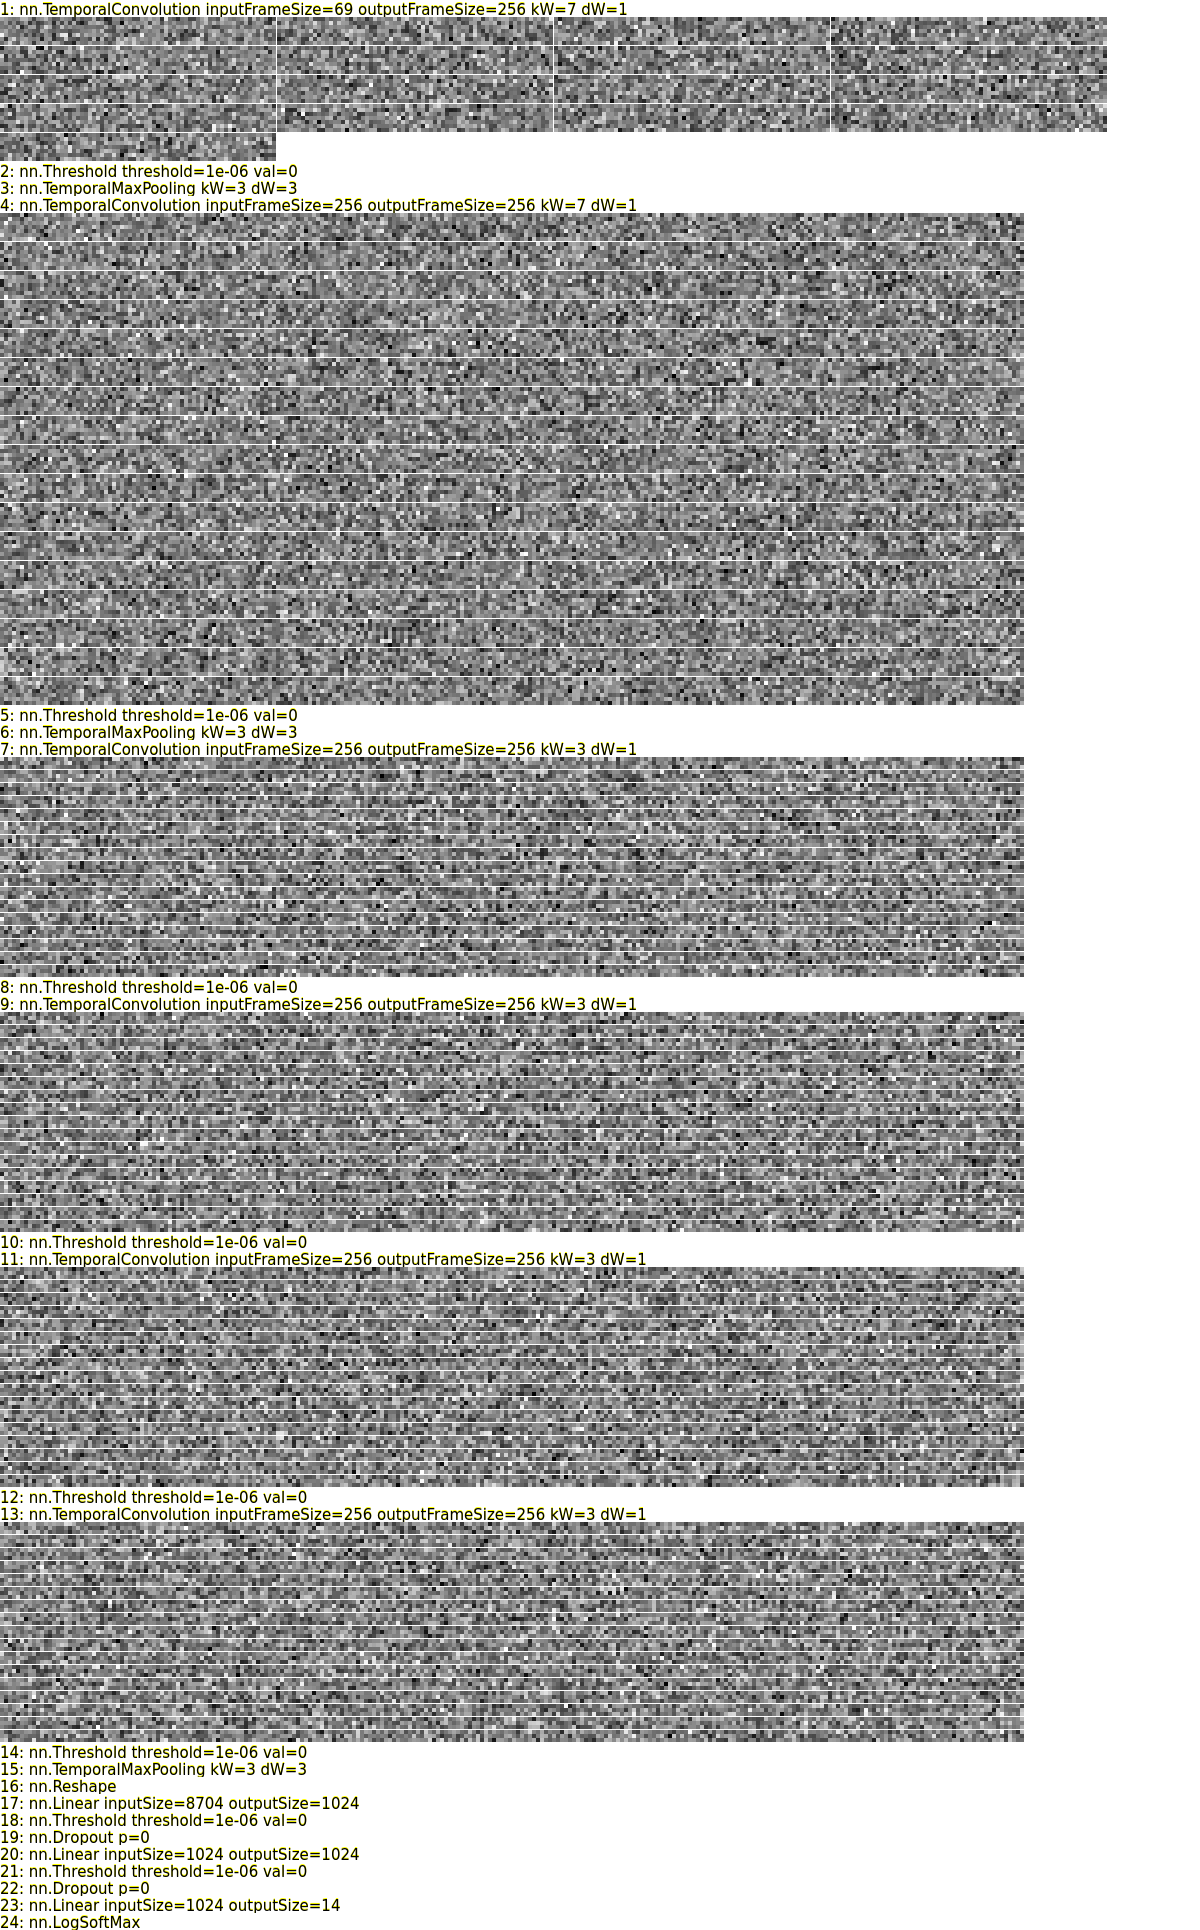 1: nn.TemporalConvolution inputFrameSize=69 outputFrameSize=256 kW=7 dW=1
2: nn.Threshold threshold=1e-06 val=0
3: nn.TemporalMaxPooling kW=3 dW=3
4: nn.TemporalConvolution inputFrameSize=256 outputFrameSize=256 kW=7 dW=1
5: nn.Threshold threshold=1e-06 val=0
6: nn.TemporalMaxPooling kW=3 dW=3
7: nn.TemporalConvolution inputFrameSize=256 outputFrameSize=256 kW=3 dW=1
8: nn.Threshold threshold=1e-06 val=0
9: nn.TemporalConvolution inputFrameSize=256 outputFrameSize=256 kW=3 dW=1
10: nn.Threshold threshold=1e-06 val=0
11: nn.TemporalConvolution inputFrameSize=256 outputFrameSize=256 kW=3 dW=1
12: nn.Threshold threshold=1e-06 val=0
13: nn.TemporalConvolution inputFrameSize=256 outputFrameSize=256 kW=3 dW=1
14: nn.Threshold threshold=1e-06 val=0
15: nn.TemporalMaxPooling kW=3 dW=3
16: nn.Reshape
17: nn.Linear inputSize=8704 outputSize=1024
18: nn.Threshold threshold=1e-06 val=0
19: nn.Dropout p=0
20: nn.Linear inputSize=1024 outputSize=1024
21: nn.Threshold threshold=1e-06 val=0
22: nn.Dropout p=0
23: nn.Linear inputSize=1024 outputSize=14
24: nn.LogSoftMax